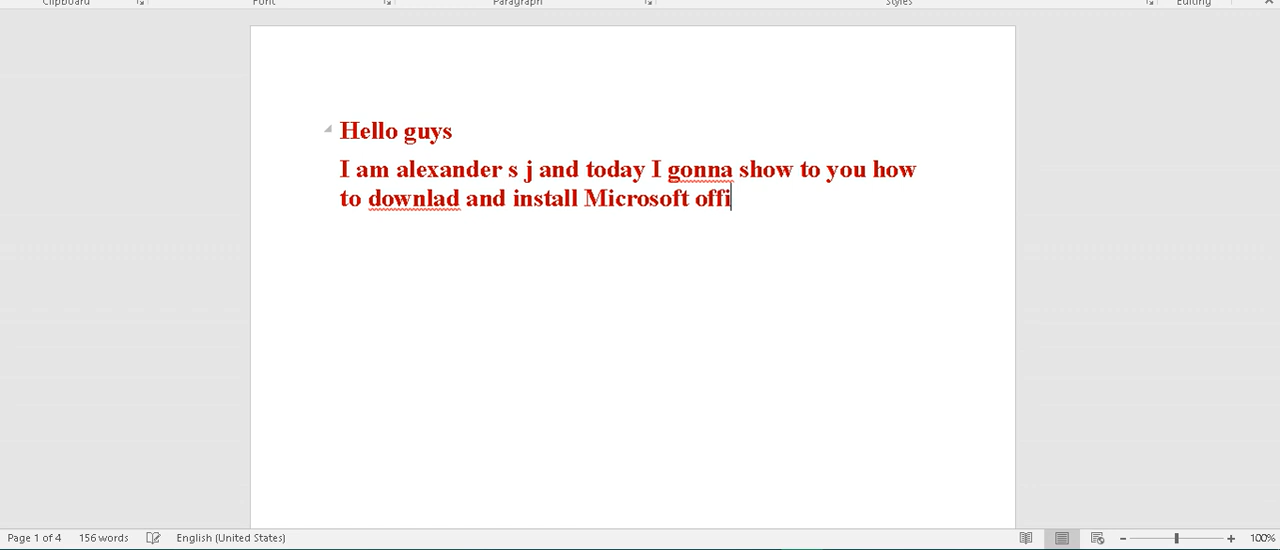 Clipboard Font Paragraph Styles Editing
Hello guys
I am alexander s j and today I gonna show to you how
to downlad and install Microsoft offi
Page 1 of 4 156 words English (United States) 100%